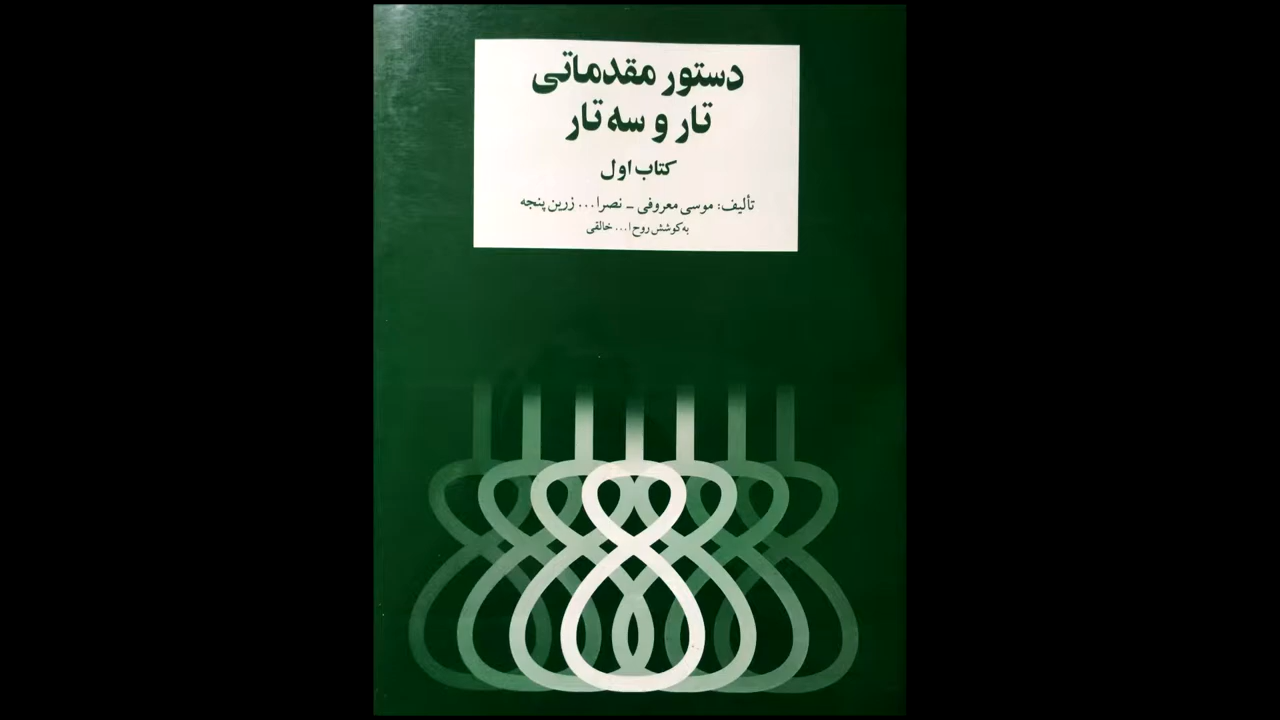 دستور مقدماتی
تار و سه تار
کتاب اول
تألیف: موسی معروفی ـ نصرا... زرین پنجه
به کوشش روح ا... خالقی